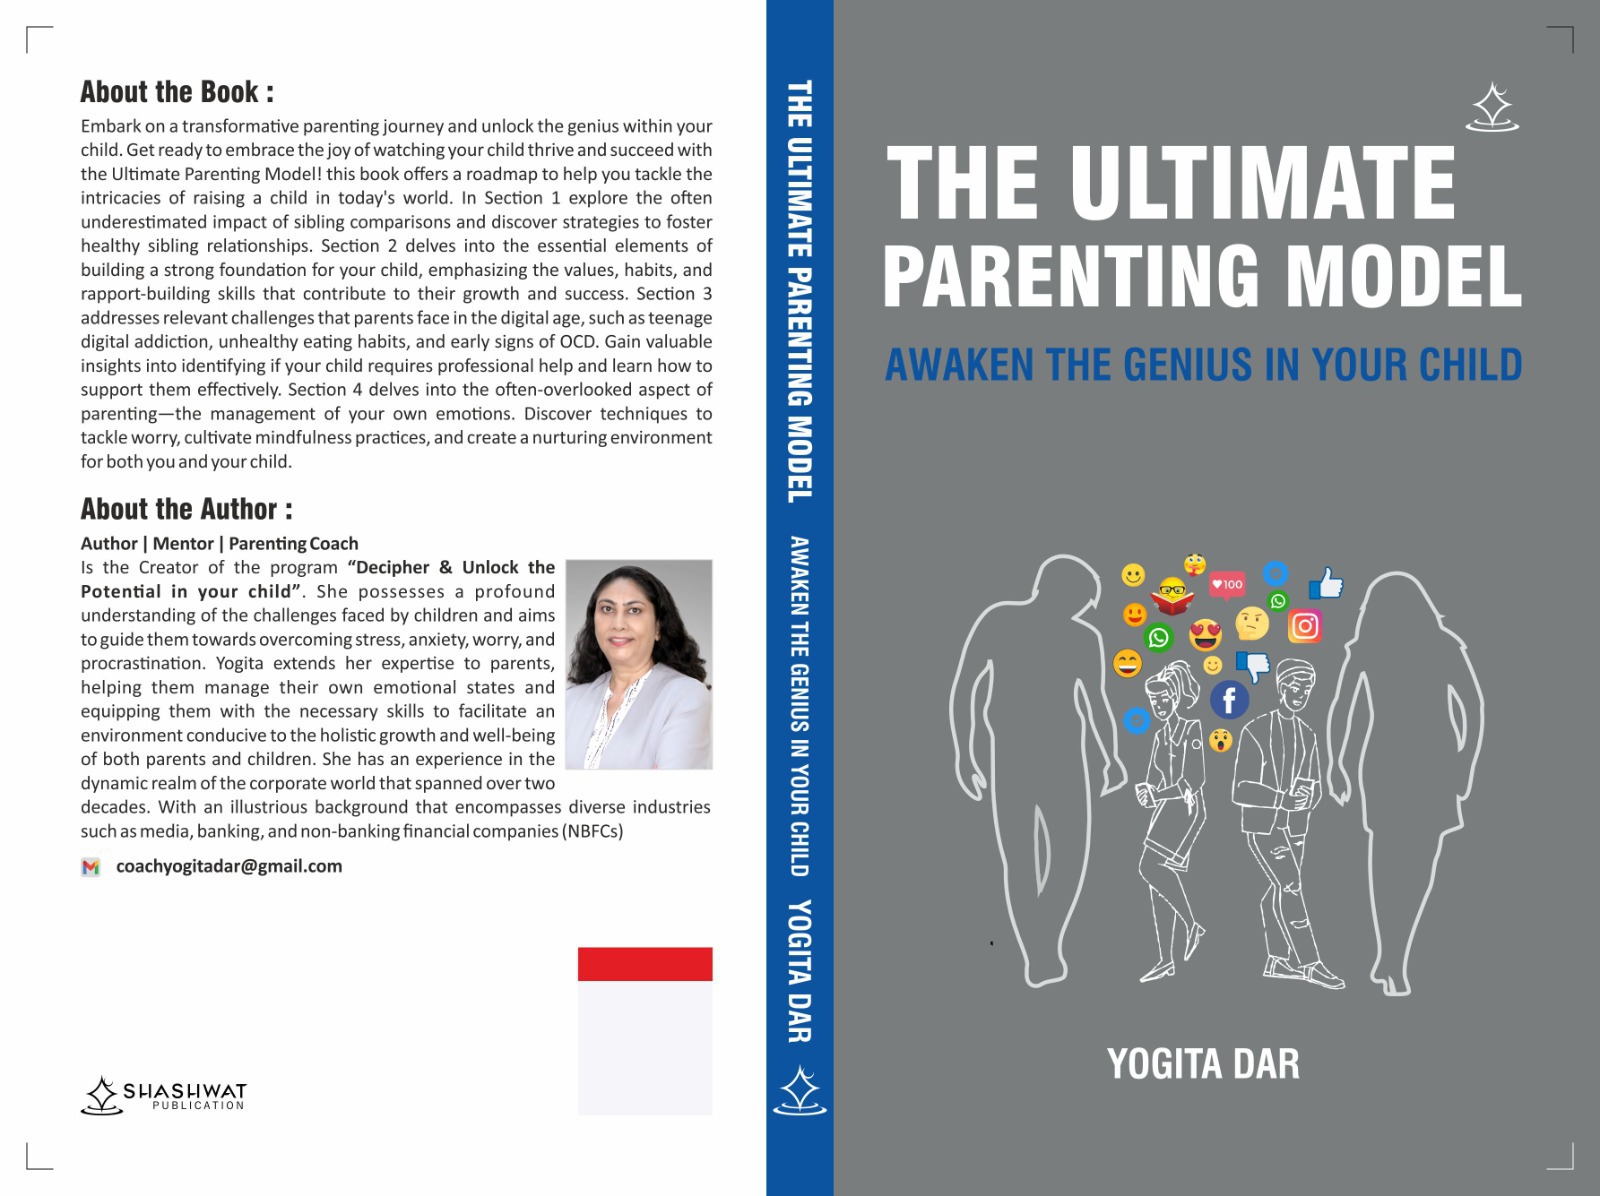 About the Book :
Embark on a transformative parenting journey and unlock the genius within your
child. Get ready to embrace the joy of watching your child thrive and succeed with
the Ultimate Parenting Model! this book offers a roadmap to help you tackle the
intricacies of raising a child in today's world. In Section 1 explore the often
underestimated impact of sibling comparisons and discover strategies to foster
healthy sibling relationships. Section 2 delves into the essential elements of
building a strong foundation for your child, emphasizing the values, habits, and
rapport-building skills that contribute to their growth and success. Section 3
addresses relevant challenges that parents face in the digital age, such as teenage
digital addiction, unhealthy eating habits, and early signs of OCD. Gain valuable
insights into identifying if your child requires professional help and learn how to
support them effectively. Section 4 delves into the often-overlooked aspect of
parenting—the management of your own emotions. Discover techniques to
tackle worry, cultivate mindfulness practices, and create a nurturing environment
for both you and your child.
About the Author :
Author | Mentor | Parenting Coach
Is the Creator of the program “Decipher & Unlock the
Potential in your child”. She possesses a profound
understanding of the challenges faced by children and aims
to guide them towards overcoming stress, anxiety, worry, and
procrastination. Yogita extends her expertise to parents,
helping them manage their own emotional states and
equipping them with the necessary skills to facilitate an
environment conducive to the holistic growth and well-being
of both parents and children. She has an experience in the
dynamic realm of the corporate world that spanned over two
decades. With an illustrious background that encompasses diverse industries
such as media, banking, and non-banking financial companies (NBFCs)
coachyogitadar@gmail.com
SHASHWAT
PUBLICATION
THE ULTIMATE PARENTING MODEL AWAKEN THE GENIUS IN YOUR CHILD YOGITA DAR
THE ULTIMATE
PARENTING MODEL
AWAKEN THE GENIUS IN YOUR CHILD
100
f
YOGITA DAR